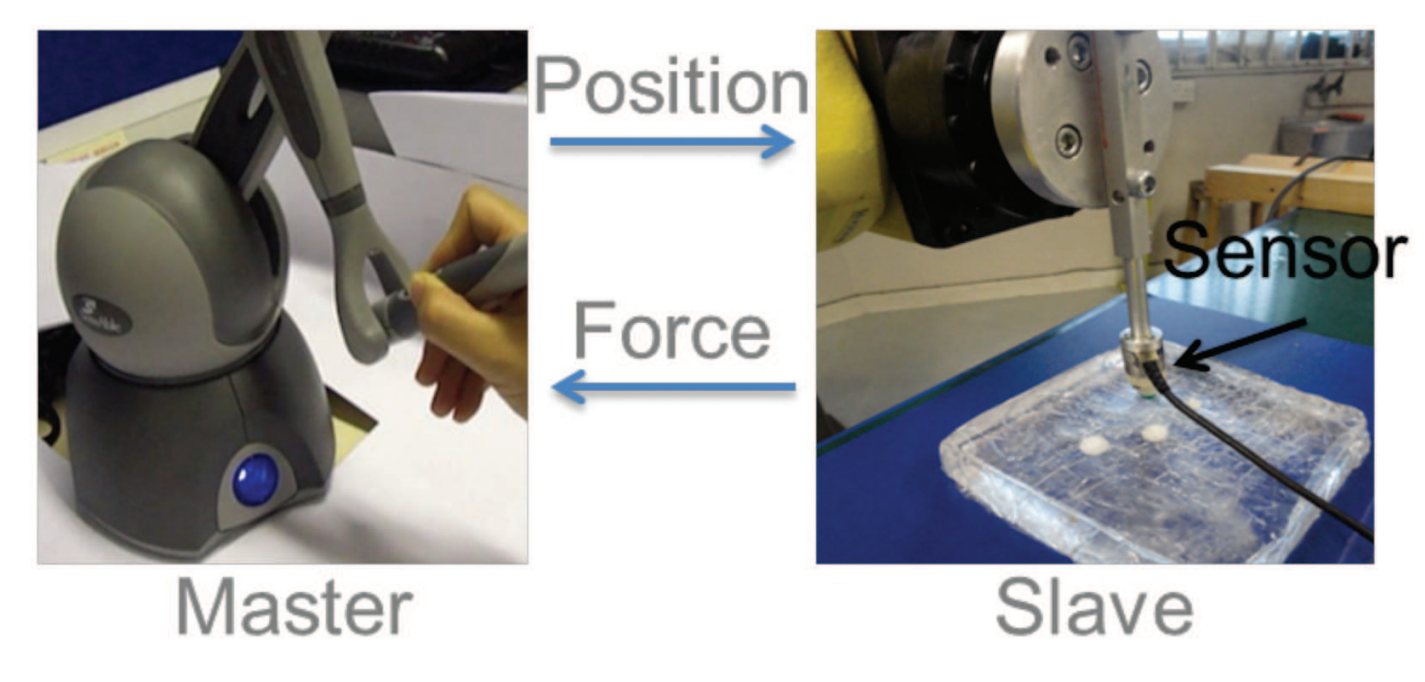 Position
Sensor
Force
Master
Slave